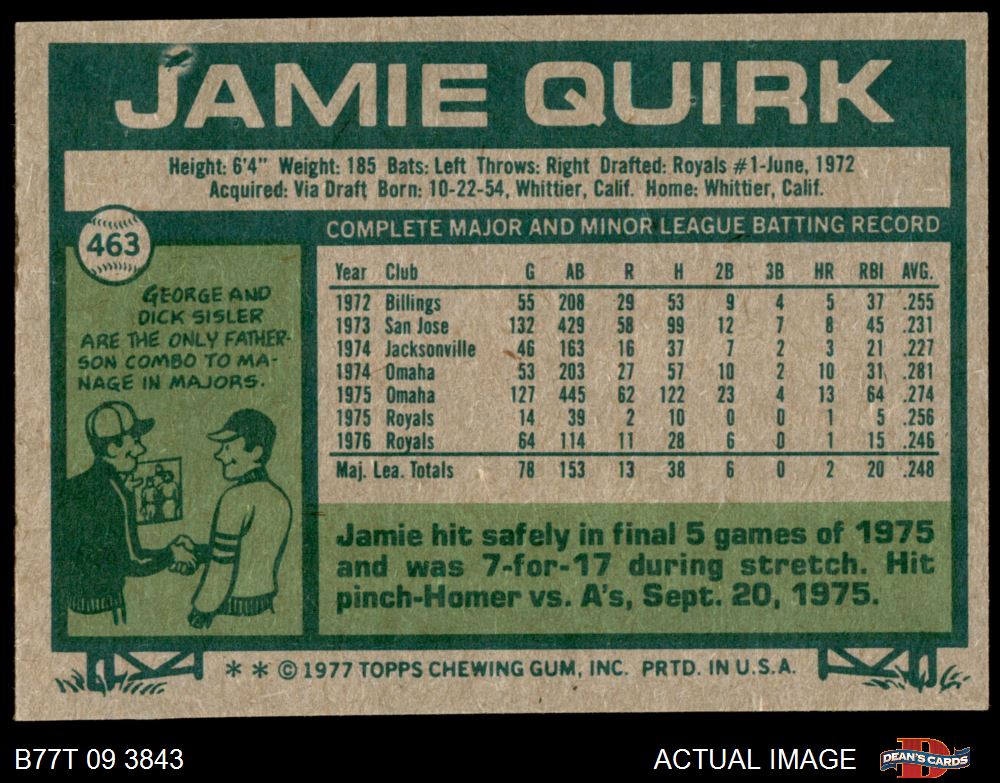 JAMIE QUIRK
Height: 6'4" Weight: 185 Bats: Left Throws: Right Drafted: Royals #1-June, 1972
Acquired: Via Draft Born: 10-22-54, Whittier, Calif. Home: Whittier, Calif.
463
GEORGE AND
DICK SISLER
ARE THE ONLY FATHER-
SON COMBO TO MA-
NAGE IN MAJORS.
COMPLETE MAJOR AND MINOR LEAGUE BATTING RECORD
Year Club G AB R H 2B 3B HR RBI AVG.
1972 Billings 55 208 29 53 9 4 5 37 .255
1973 San Jose 132 429 58 99 12 7 8 45 .231
1974 Jacksonville 46 163 16 37 7 2 3 21 .227
1974 Omaha 53 203 27 57 10 2 10 31 .281
1975 Omaha 127 445 62 122 23 4 13 64 .274
1975 Royals 14 39 2 10 0 0 1 5 .256
1976 Royals 64 114 11 28 6 0 1 15 .246
Maj. Lea. Totals 78 153 13 38 6 0 2 20 .248
Jamie hit safely in final 5 games of 1975
and was 7-for-17 during stretch. Hit
pinch-Homer vs. A's, Sept. 20, 1975.
* * © 1977 TOPPS CHEWING GUM, INC. PRTD. IN U.S.A.
B77T 09 3843 ACTUAL IMAGE DEAN'S CARDS